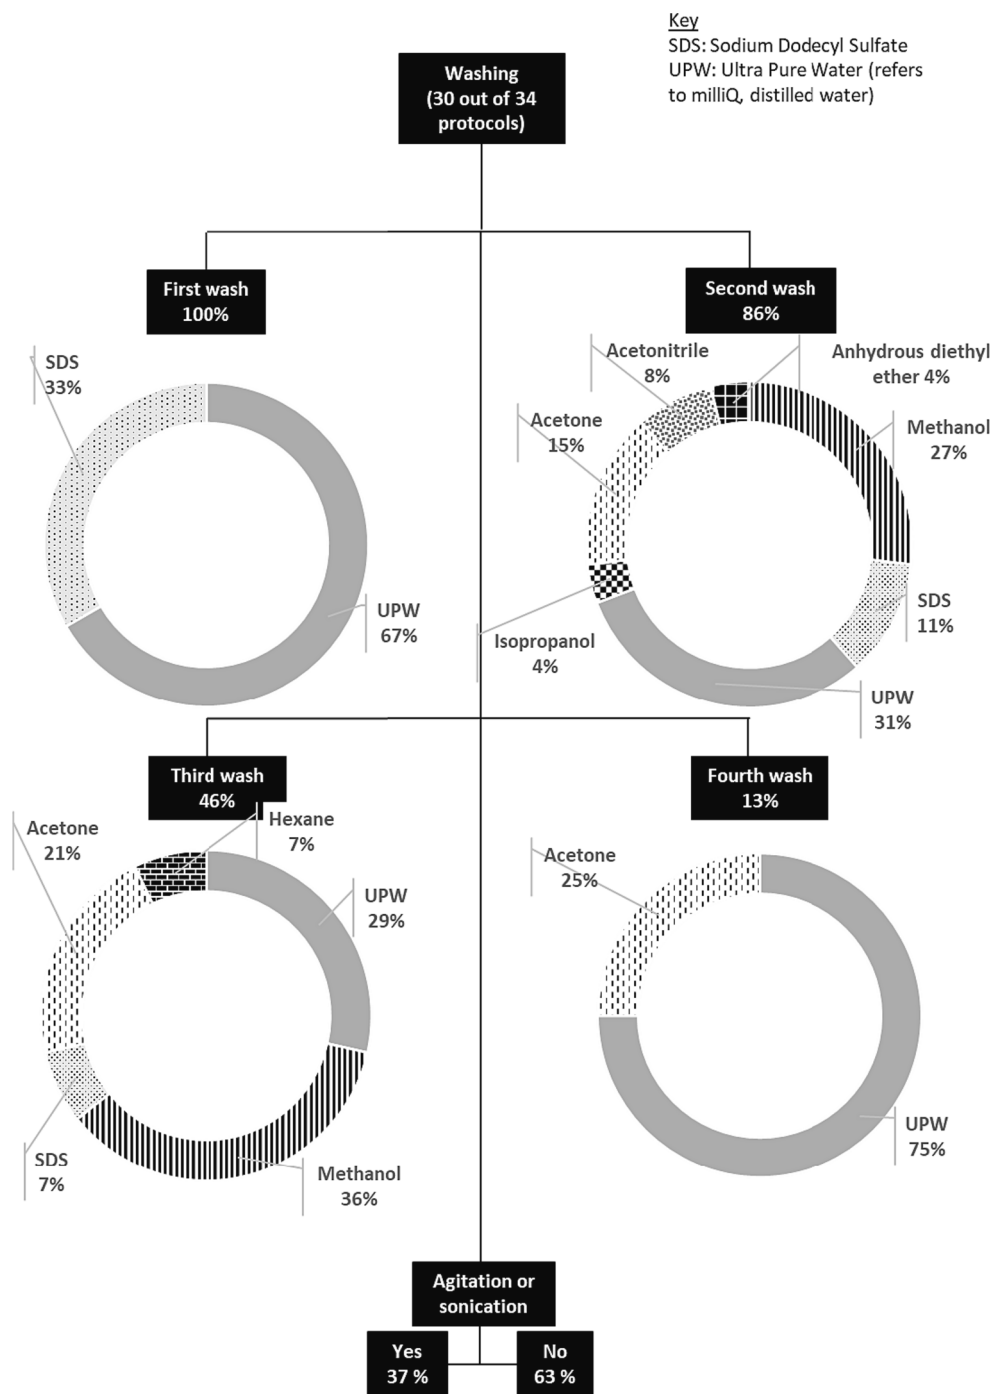 Key
SDS: Sodium Dodecyl Sulfate
UPW: Ultra Pure Water (refers
to milliQ, distilled water)
Washing
(30 out of 34
protocols)
First wash
100%
Second wash
86%
SDS
33%
UPW
67%
Acetonitrile
8%
Anhydrous diethyl
ether 4%
Acetone
15%
Methanol
27%
SDS
11%
Isopropanol
4%
UPW
31%
Third wash
46%
Fourth wash
13%
Acetone
21%
Hexane
7%
UPW
29%
SDS
7%
Methanol
36%
Acetone
25%
UPW
75%
Agitation or
sonication
Yes
37 %
No
63 %